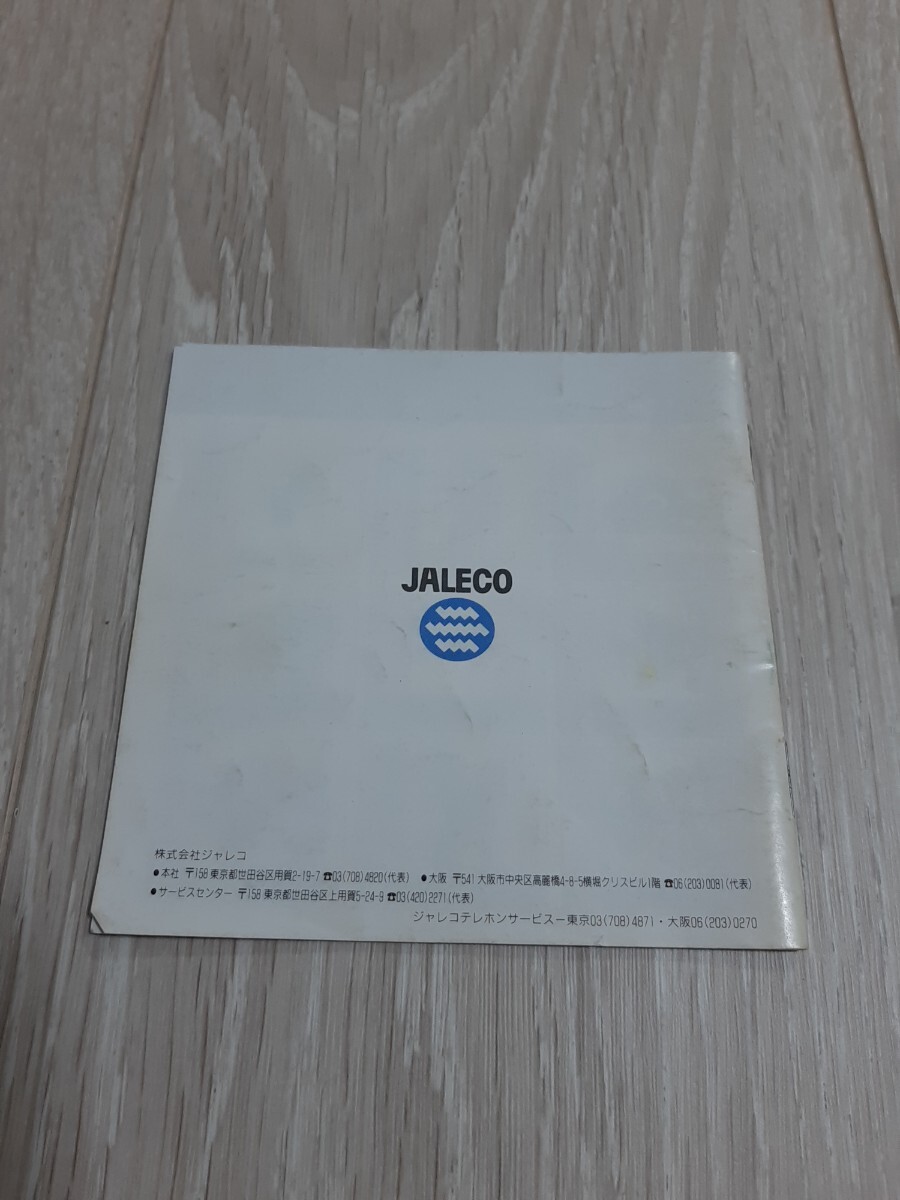 JALECO
株式会社ジャレコ
●本社 〒158 東京都世田谷区用賀2-19-7 ☎03(708)4820(代表) ●大阪 〒541 大阪市中央区高麗橋4-8-5横堀クリスビル1階 ☎06(203)0081(代表)
●サービスセンター 〒158 東京都世田谷区上用賀5-24-9 ☎03(420)2271(代表)
ジャレコテレホンサービスー東京03(708)4871・大阪06(203)0270